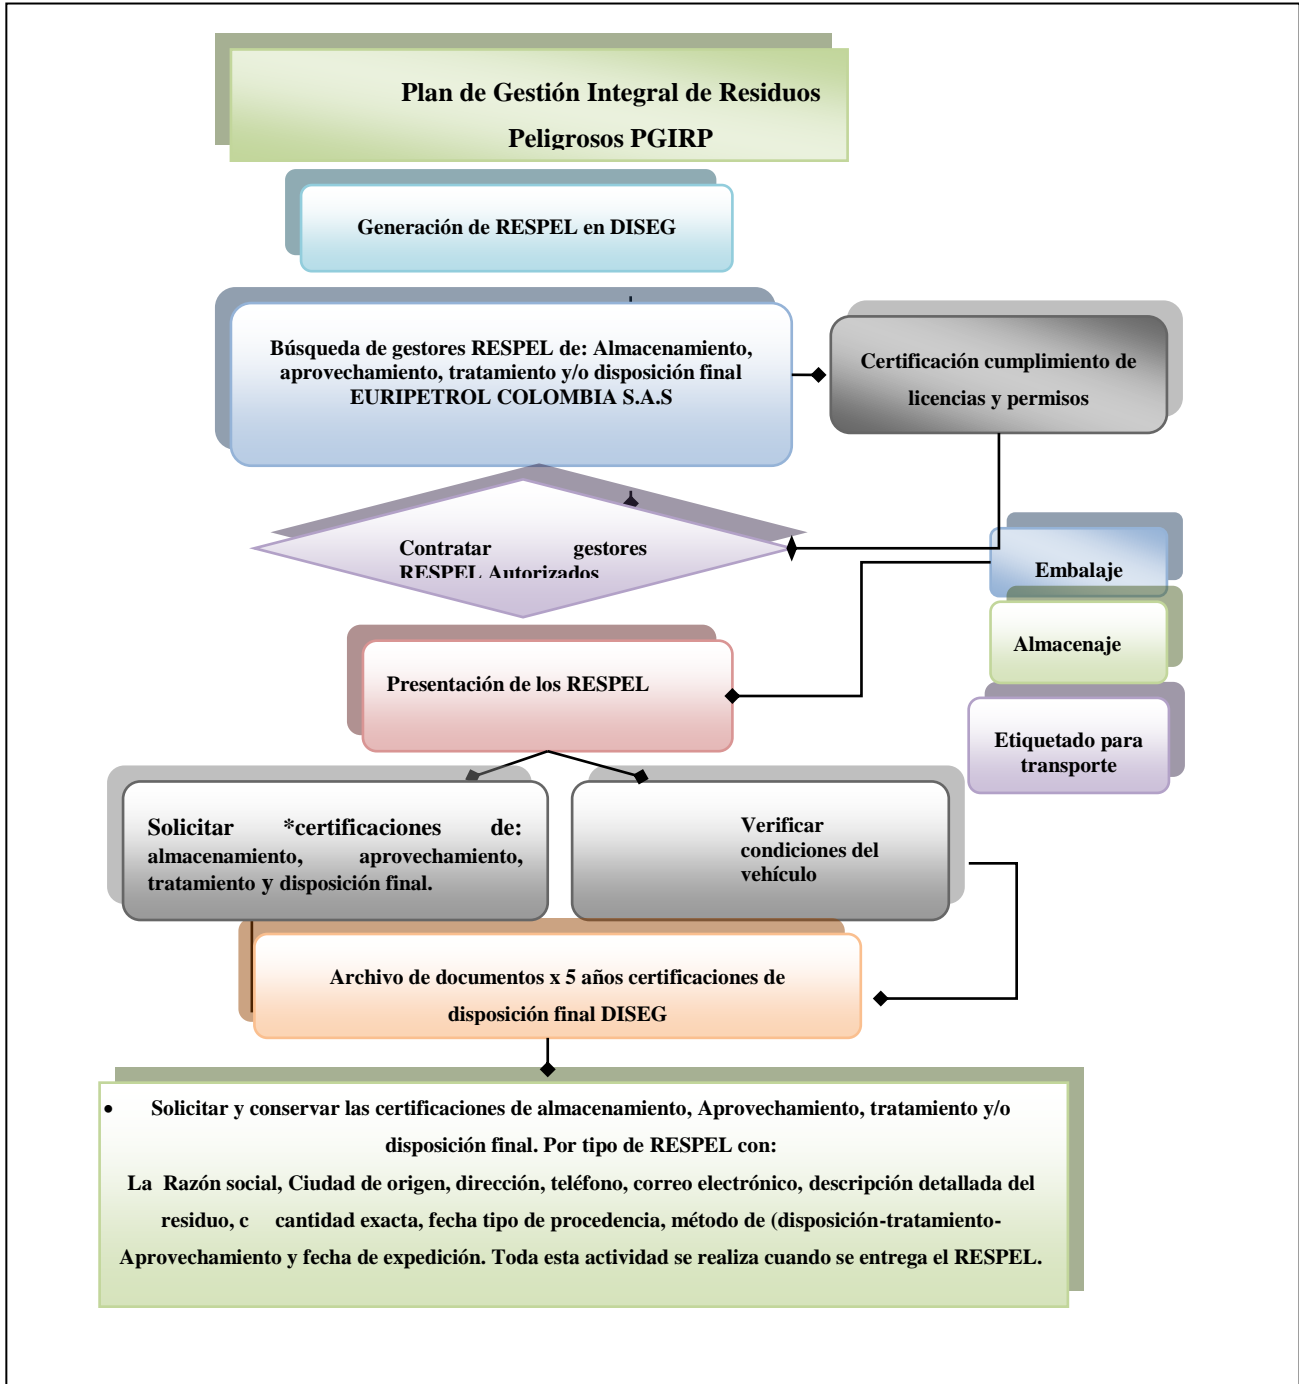 Plan de Gestión Integral de Residuos
Peligrosos PGIRP
Generación de RESPEL en DISEG
Búsqueda de gestores RESPEL de: Almacenamiento,
aprovechamiento, tratamiento y/o disposición final
EURIPETROL COLOMBIA S.A.S
Certificación cumplimiento de
licencias y permisos
Contratar gestores
RESPEL Autorizados
Embalaje
Almacenaje
Presentación de los RESPEL
Etiquetado para
transporte
Solicitar *certificaciones de:
almacenamiento, aprovechamiento,
tratamiento y disposición final.
Verificar
condiciones del
vehículo
Archivo de documentos x 5 años certificaciones de
disposición final DISEG
• Solicitar y conservar las certificaciones de almacenamiento, Aprovechamiento, tratamiento y/o
disposición final. Por tipo de RESPEL con:
La Razón social, Ciudad de origen, dirección, teléfono, correo electrónico, descripción detallada del
residuo, c cantidad exacta, fecha tipo de procedencia, método de (disposición-tratamiento-
Aprovechamiento y fecha de expedición. Toda esta actividad se realiza cuando se entrega el RESPEL.